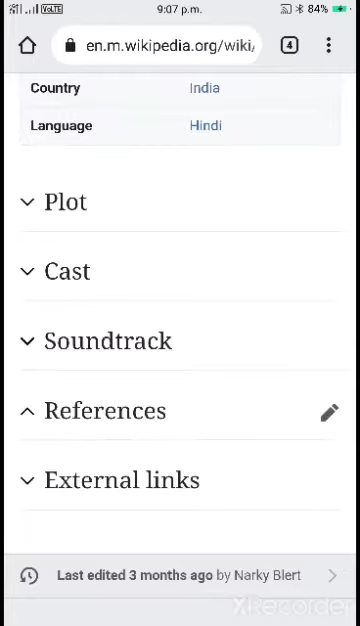 VoLTE
9:07 p.m.
84%
en.m.wikipedia.org/wiki/
4
Country India
Language Hindi
Plot
Cast
Soundtrack
References
External links
Last edited 3 months ago by Narky Blert
XRecorder